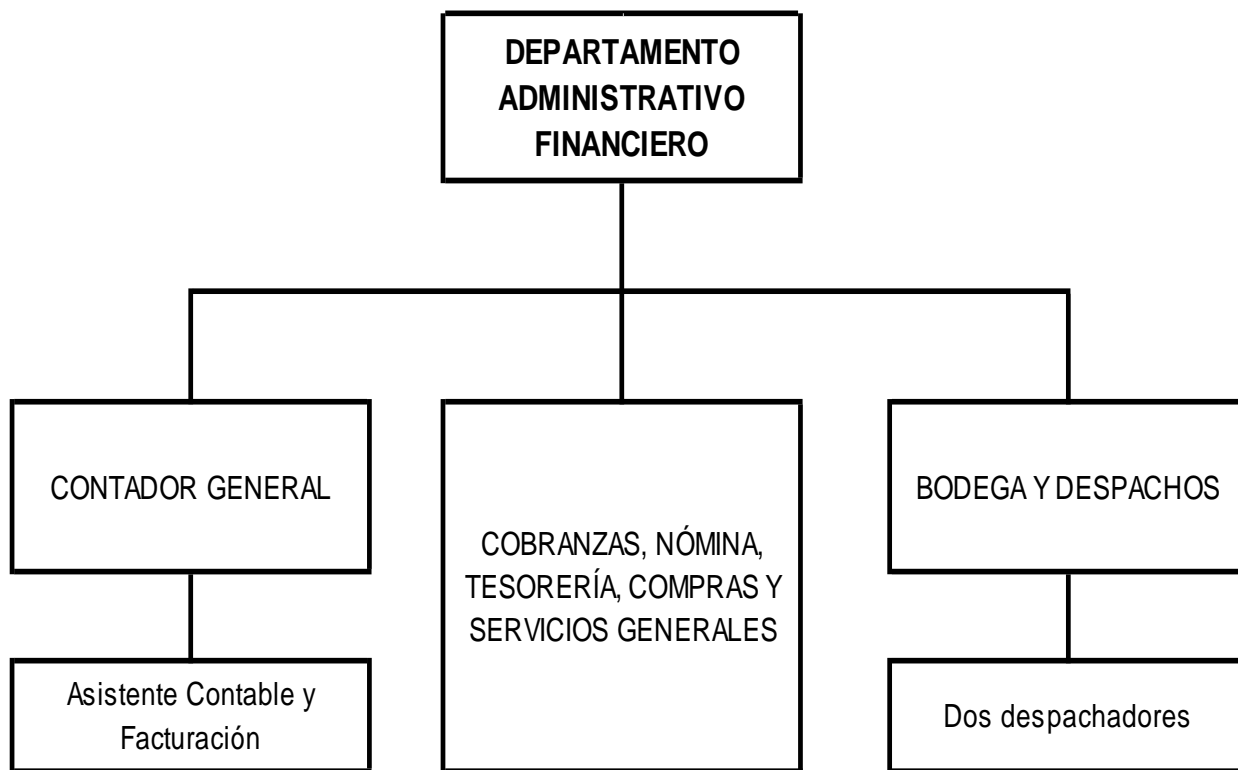 DEPARTAMENTO
ADMINISTRATIVO
FINANCIERO
CONTADOR GENERAL
COBRANZAS, NÓMINA,
TESORERÍA, COMPRAS Y
SERVICIOS GENERALES
BODEGA Y DESPACHOS
Asistente Contable y
Facturación
Dos despachadores